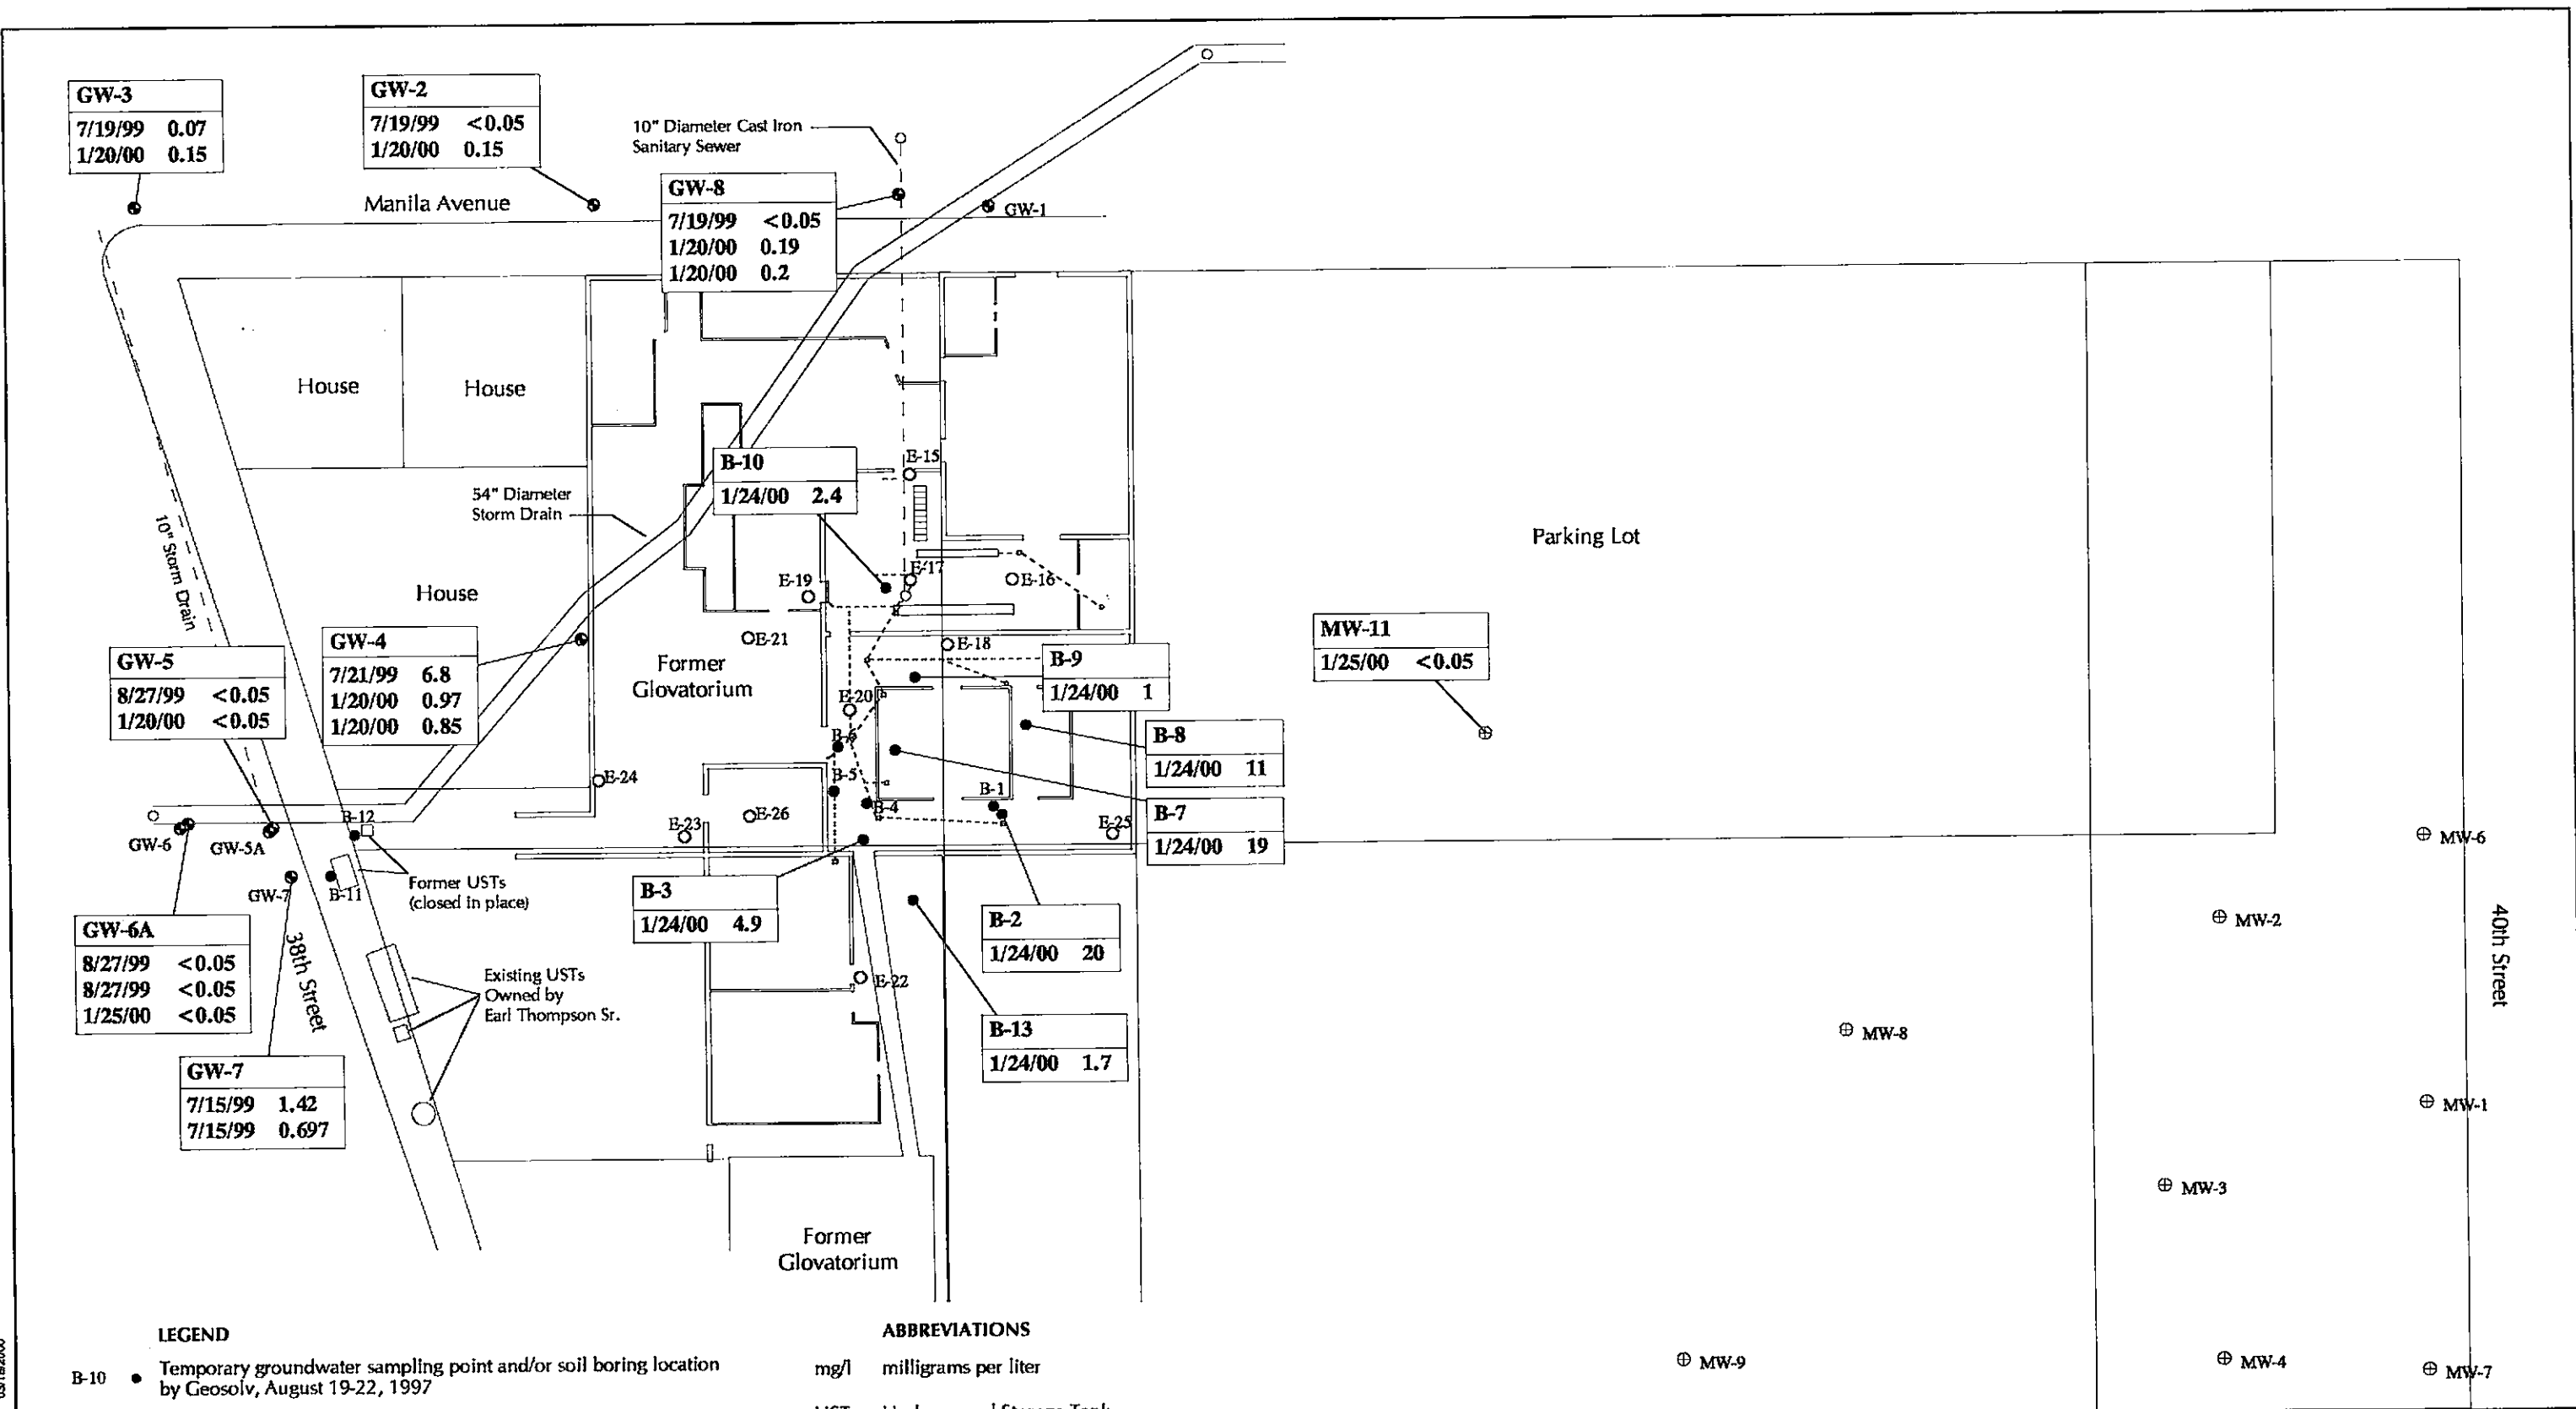 GW-3
7/19/99 0.07
1/20/00 0.15
GW-2
7/19/99 <0.05
1/20/00 0.15
10" Diameter Cast Iron
Sanitary Sewer
GW-8
7/19/99 <0.05
1/20/00 0.19
1/20/00 0.2
Manila Avenue
GW-1
House
House
B-10
1/24/00 2.4
E-15
54" Diameter
Storm Drain
10" Storm Drain
Parking Lot
E-17
E-16
E-19
House
GW-4
7/21/99 6.8
1/20/00 0.97
1/20/00 0.85
E-21
E-18
MW-11
1/25/00 <0.05
GW-5
8/27/99 <0.05
1/20/00 <0.05
Former
Glovatorium
B-9
1/24/00 1
E-20
B-6
B-8
1/24/00 11
E-24
B-5
B-1
B-4
B-7
1/24/00 19
E-26
E-23
E-25
B-12
GW-6
GW-5A
MW-6
GW-7
B-11
Former USTs
(closed in place)
B-3
1/24/00 4.9
B-2
1/24/00 20
MW-2
40th Street
GW-6A
8/27/99 <0.05
8/27/99 <0.05
1/25/00 <0.05
38th Street
Existing USTs
Owned by
Earl Thompson Sr.
E-22
B-13
1/24/00 1.7
MW-8
GW-7
7/15/99 1.42
7/15/99 0.697
MW-1
MW-3
Former
Glovatorium
LEGEND
B-10 Temporary groundwater sampling point and/or soil boring location
by Geosolv, August 19-22, 1997
ABBREVIATIONS
mg/l milligrams per liter
MW-9
MW-4
MW-7